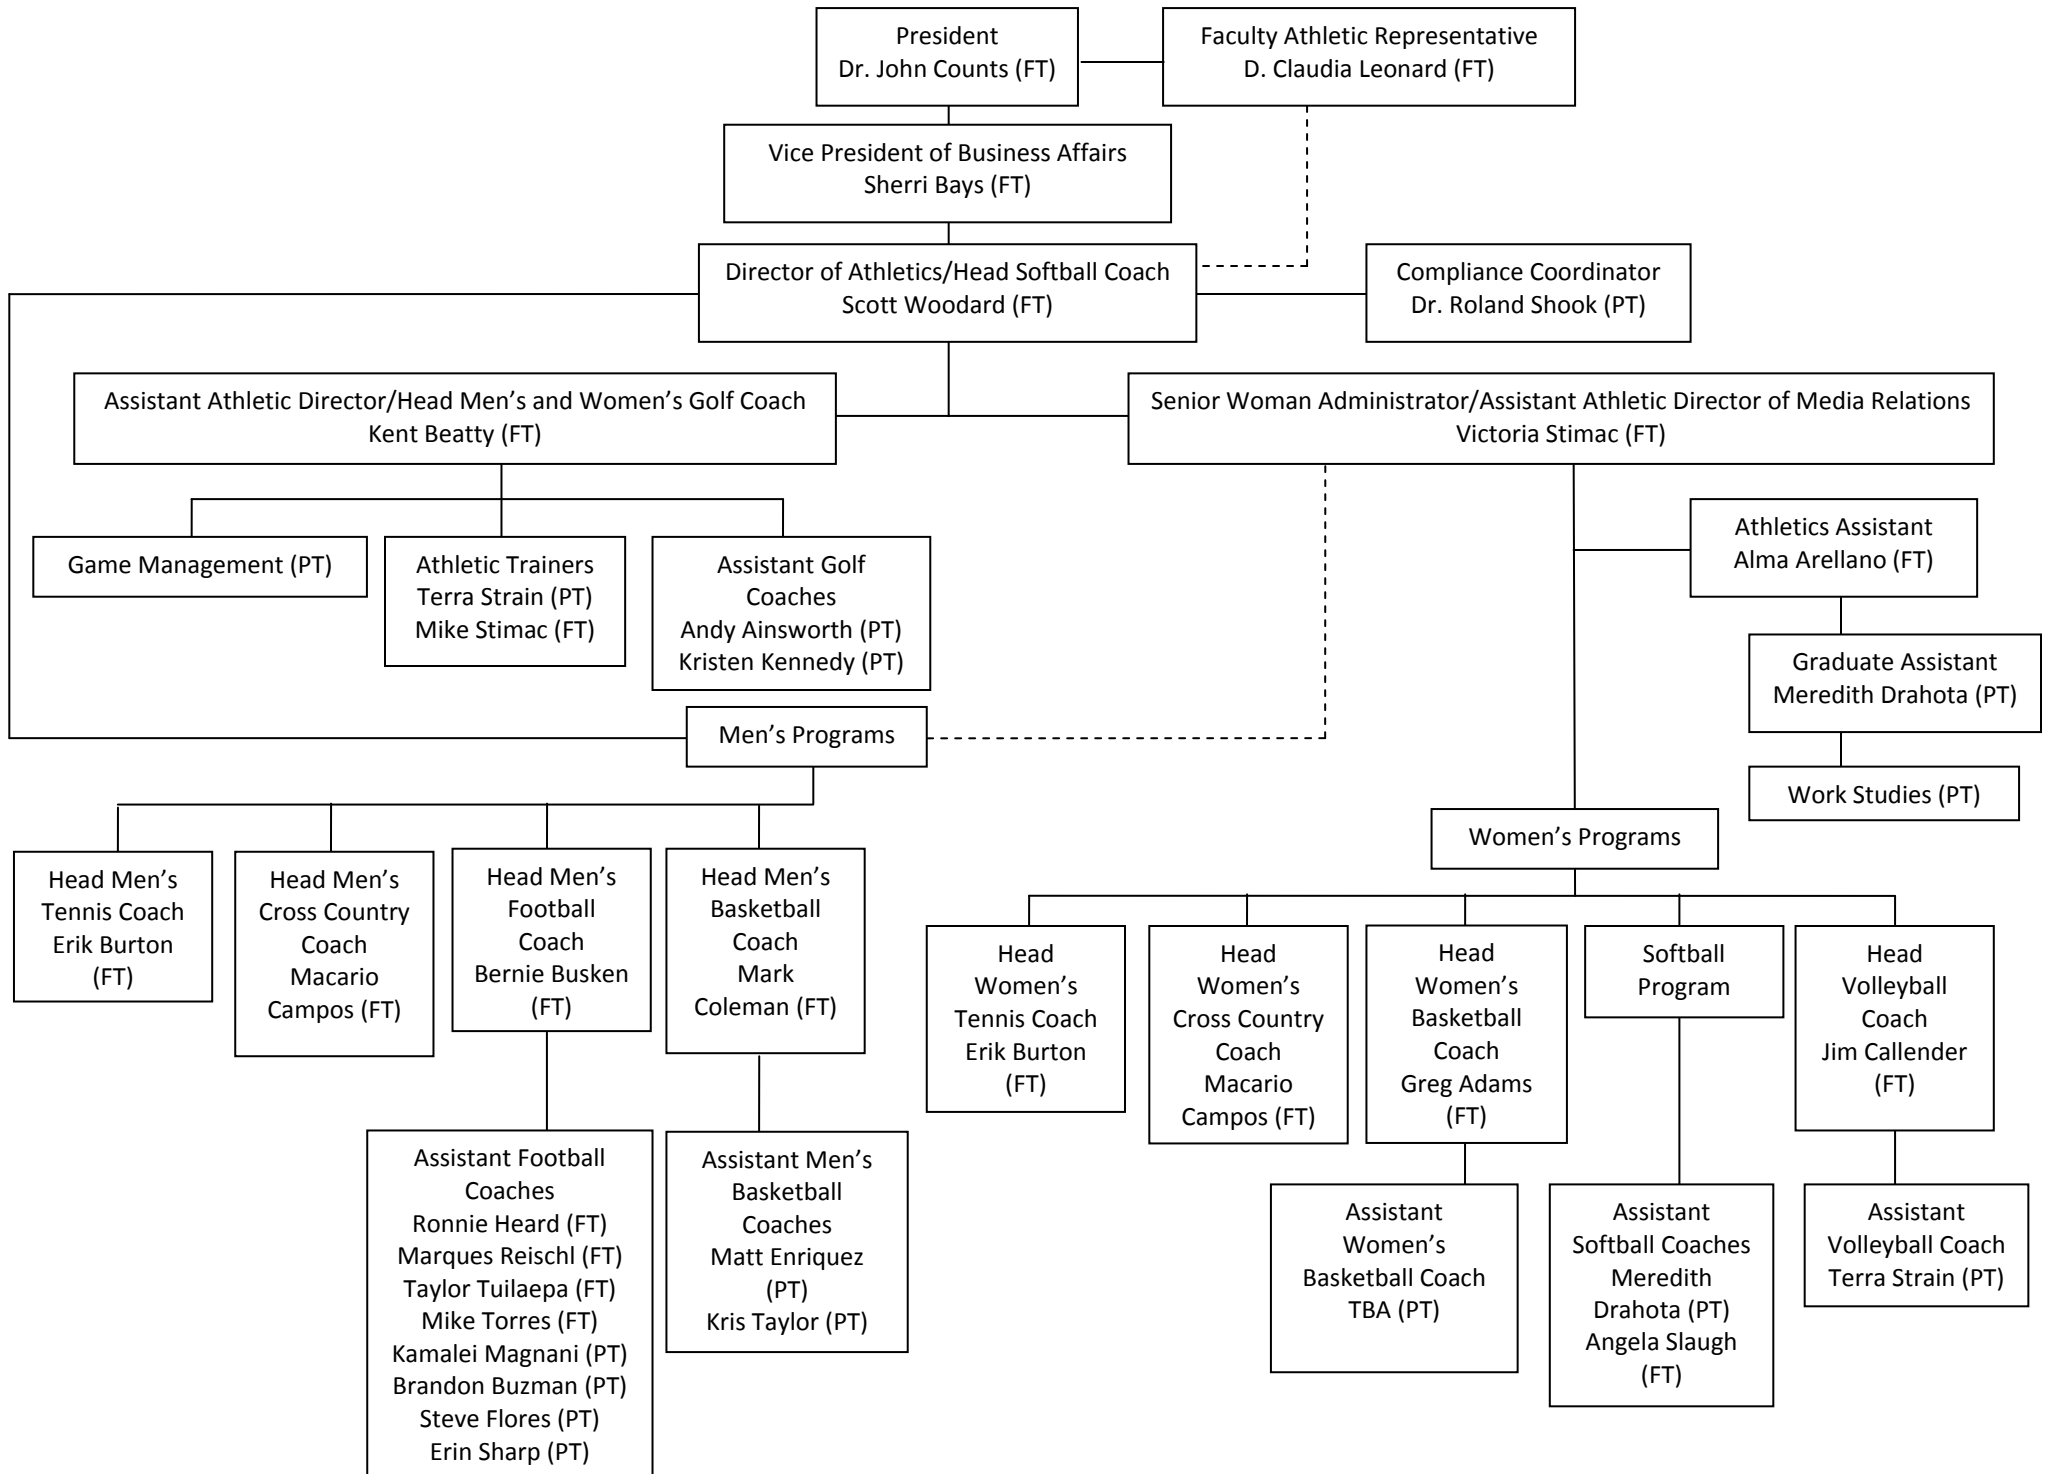 President
Dr. John Counts (FT)
Faculty Athletic Representative
D. Claudia Leonard (FT)
Vice President of Business Affairs
Sherri Bays (FT)
Director of Athletics/Head Softball Coach
Scott Woodard (FT)
Compliance Coordinator
Dr. Roland Shook (PT)
Assistant Athletic Director/Head Men’s and Women’s Golf Coach
Kent Beatty (FT)
Senior Woman Administrator/Assistant Athletic Director of Media Relations
Victoria Stimac (FT)
Game Management (PT)
Athletic Trainers
Terra Strain (PT)
Mike Stimac (FT)
Assistant Golf
Coaches
Andy Ainsworth (PT)
Kristen Kennedy (PT)
Athletics Assistant
Alma Arellano (FT)
Graduate Assistant
Meredith Drahota (PT)
Work Studies (PT)
Men’s Programs
Women’s Programs
Head Men’s
Tennis Coach
Erik Burton
(FT)
Head Men’s
Cross Country
Coach
Macario
Campos (FT)
Head Men’s
Football
Coach
Bernie Busken
(FT)
Head Men’s
Basketball
Coach
Mark
Coleman (FT)
Head
Women’s
Tennis Coach
Erik Burton
(FT)
Head
Women’s
Cross Country
Coach
Macario
Campos (FT)
Head
Women’s
Basketball
Coach
Greg Adams
(FT)
Softball
Program
Head
Volleyball
Coach
Jim Callender
(FT)
Assistant Football
Coaches
Ronnie Heard (FT)
Marques Reischl (FT)
Taylor Tuilaepa (FT)
Mike Torres (FT)
Kamalei Magnani (PT)
Brandon Buzman (PT)
Steve Flores (PT)
Erin Sharp (PT)
Assistant Men’s
Basketball
Coaches
Matt Enriquez
(PT)
Kris Taylor (PT)
Assistant
Women’s
Basketball Coach
TBA (PT)
Assistant
Softball Coaches
Meredith
Drahota (PT)
Angela Slaugh
(FT)
Assistant
Volleyball Coach
Terra Strain (PT)